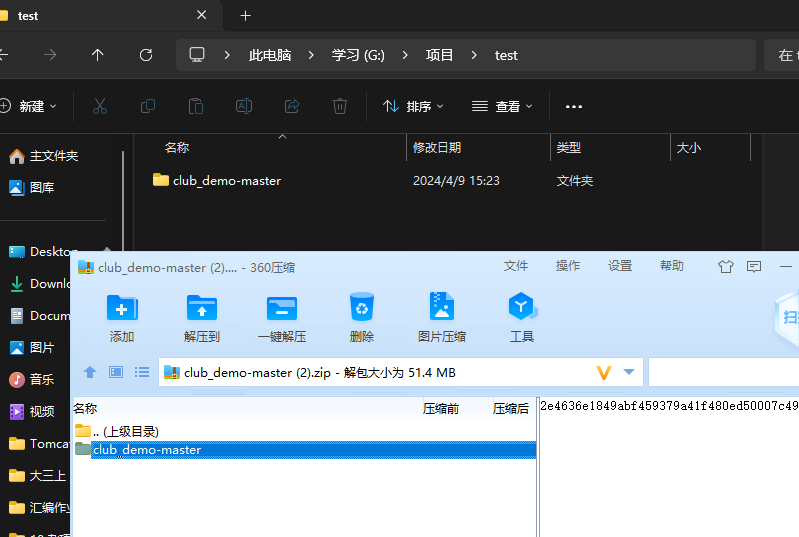 test
此电脑 > 学习 (G:) > 项目 > test
在
新建 排序 查看 •••
名称 修改日期 类型 大小
主文件夹
club_demo-master 2024/4/9 15:23 文件夹
图库
Desktop
club_demo-master (2).... - 360压缩 文件 操作 设置 帮助
Downlo
Docum
添加 解压到 一键解压 删除 图片压缩 工具
扫
图片
club_demo-master (2).zip - 解包大小为 51.4 MB
音乐
名称 压缩前 压缩后
2e4636e1849abf459379a41f480ed50007c49
视频
.. (上级目录)
Tomca
club_demo-master
大三上
汇编作业